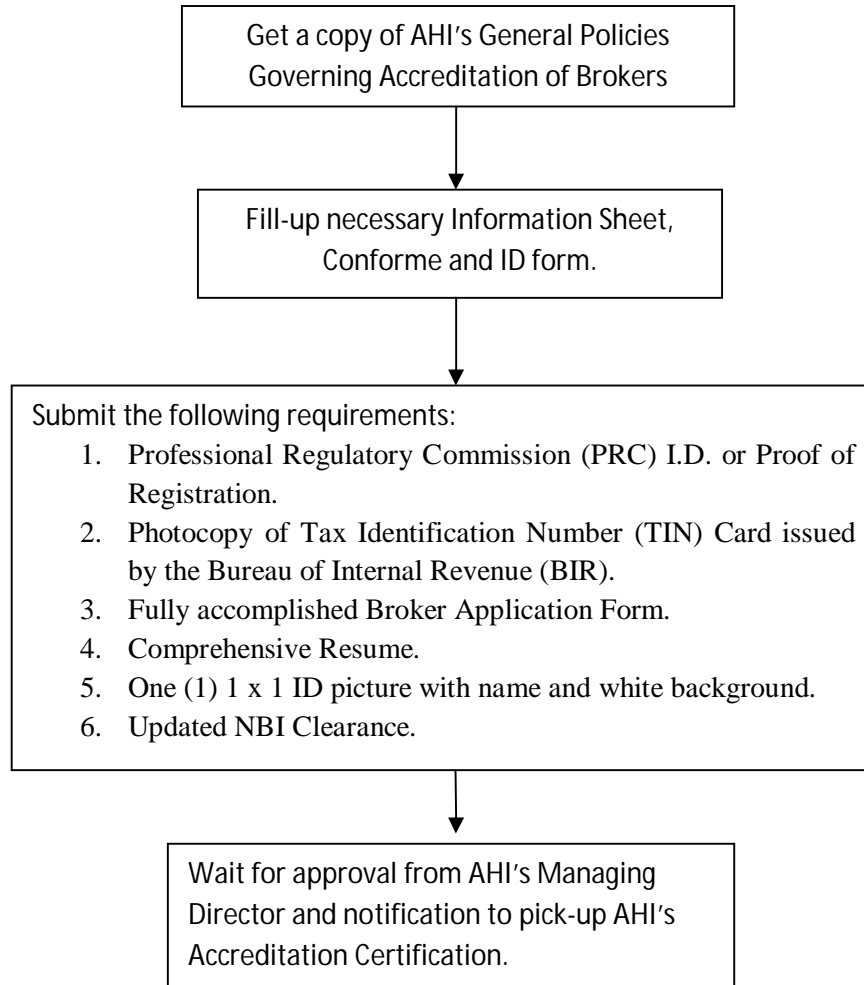 Get a copy of AHI's General Policies
Governing Accreditation of Brokers
Fill-up necessary Information Sheet,
Conforme and ID form.
Submit the following requirements:
1. Professional Regulatory Commission (PRC) I.D. or Proof of
Registration.
2. Photocopy of Tax Identification Number (TIN) Card issued
by the Bureau of Internal Revenue (BIR).
3. Fully accomplished Broker Application Form.
4. Comprehensive Resume.
5. One (1) 1 x 1 ID picture with name and white background.
6. Updated NBI Clearance.
Wait for approval from AHI's Managing
Director and notification to pick-up AHI's
Accreditation Certification.